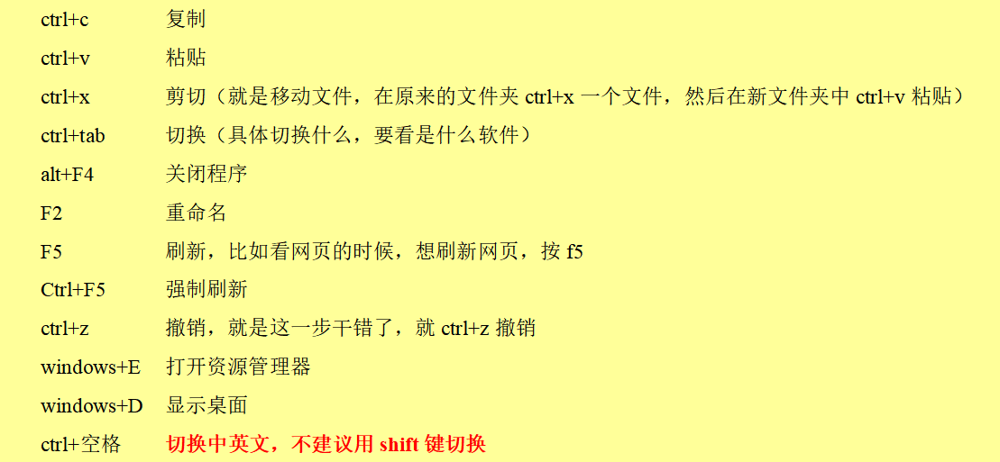 ctrl+c 复制
ctrl+v 粘贴
ctrl+x 剪切（就是移动文件，在原来的文件夹 ctrl+x 一个文件，然后在新文件夹中 ctrl+v 粘贴）
ctrl+tab 切换（具体切换什么，要看是什么软件）
alt+F4 关闭程序
F2 重命名
F5 刷新，比如看网页的时候，想刷新网页，按 f5
Ctrl+F5 强制刷新
ctrl+z 撤销，就是这一步干错了，就 ctrl+z 撤销
windows+E 打开资源管理器
windows+D 显示桌面
ctrl+空格 切换中英文，不建议用 shift 键切换